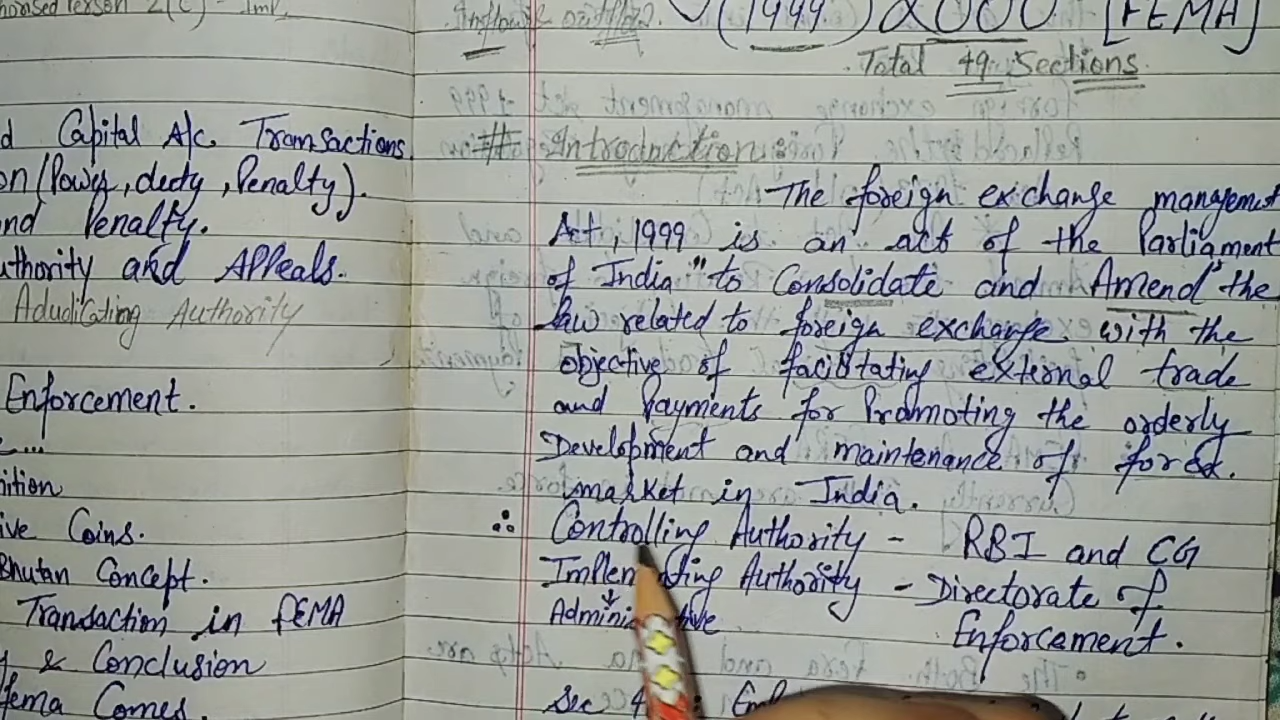 horised Person 2(c) - Imp.
d Capital A/c Transactions
on (Power, duty, Penalty).
nd Penalty.
uthority and Appeals.
Adudicating Authority
Enforcement.
ition
ive Coins.
Bhutan Concept.
Transaction in FEMA
& Conclusion
fema Comes.
(1999) 2000 [FEMA]
Total 49 Sections
# Introduction :
The foreign exchange management
Act, 1999 is an act of the Parliament
of India "to Consolidate and Amend" the
law related to foreign exchange with the
objective of facilitating external trade
and Payments for Promoting the orderly
Development and maintenance of forex
market in India.
∴ Controlling Authority - RBI and CG
Authority - Directorate of
Enforcement.
Sec 4